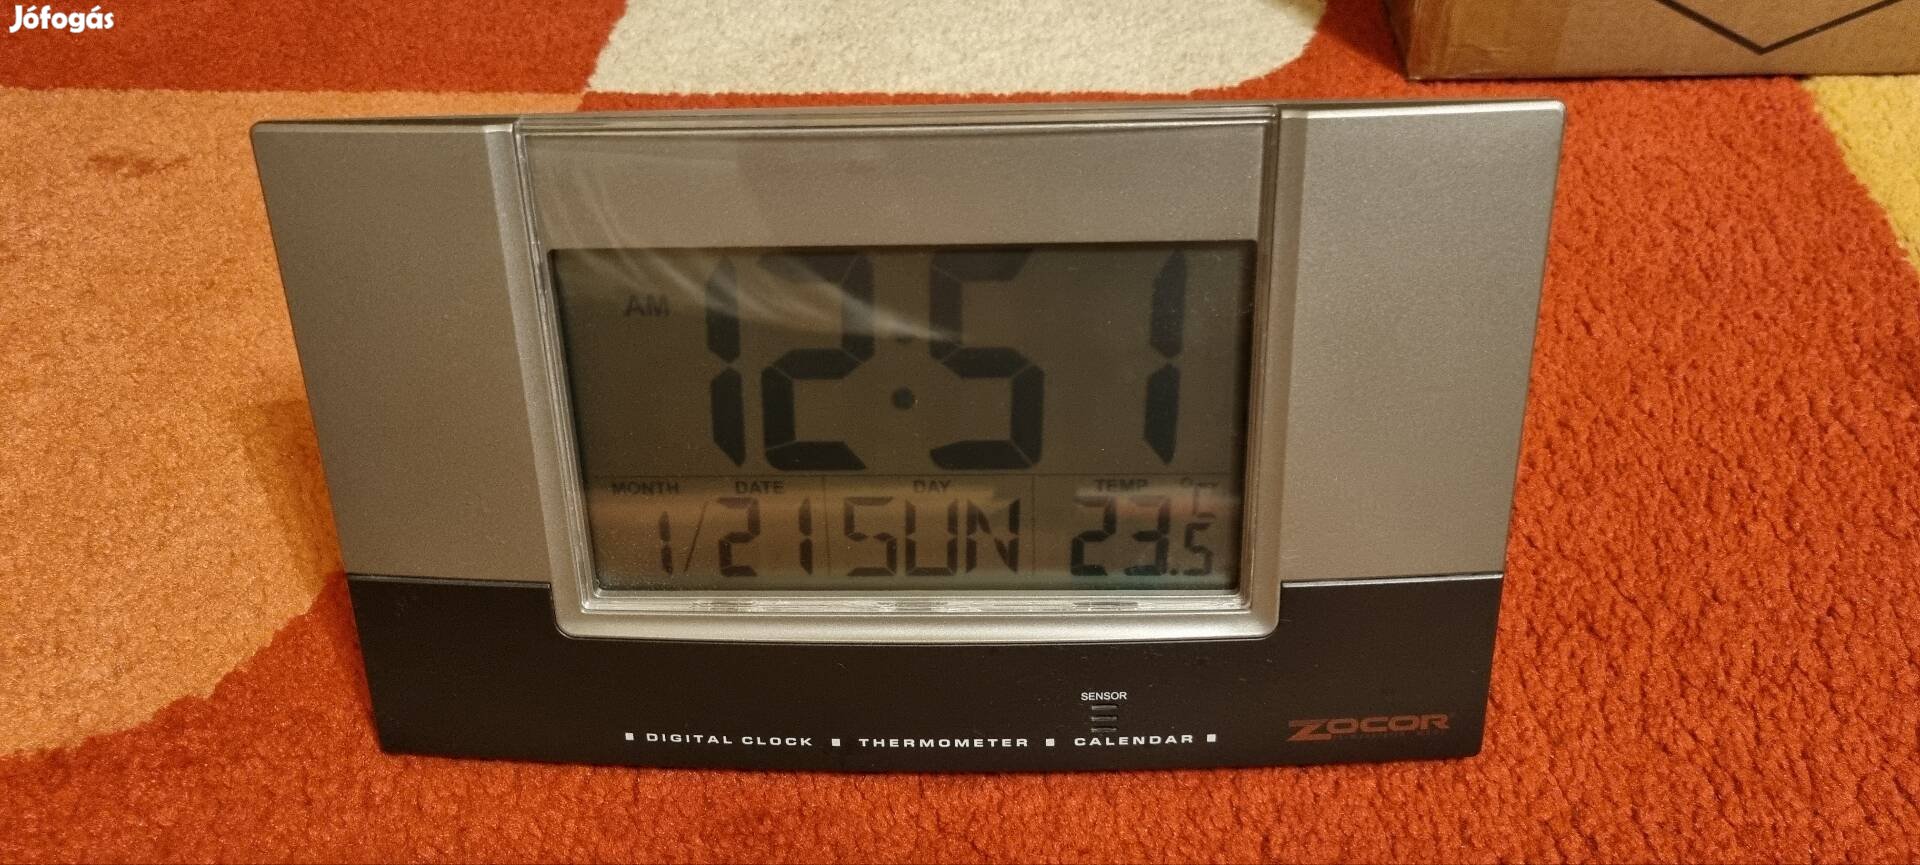 Jófogás
AM 12:51
MONTH DATE DAY TEMP °C
1/21 SUN 23.5
SENSOR
DIGITAL CLOCK THERMOMETER CALENDAR
ZOCOR